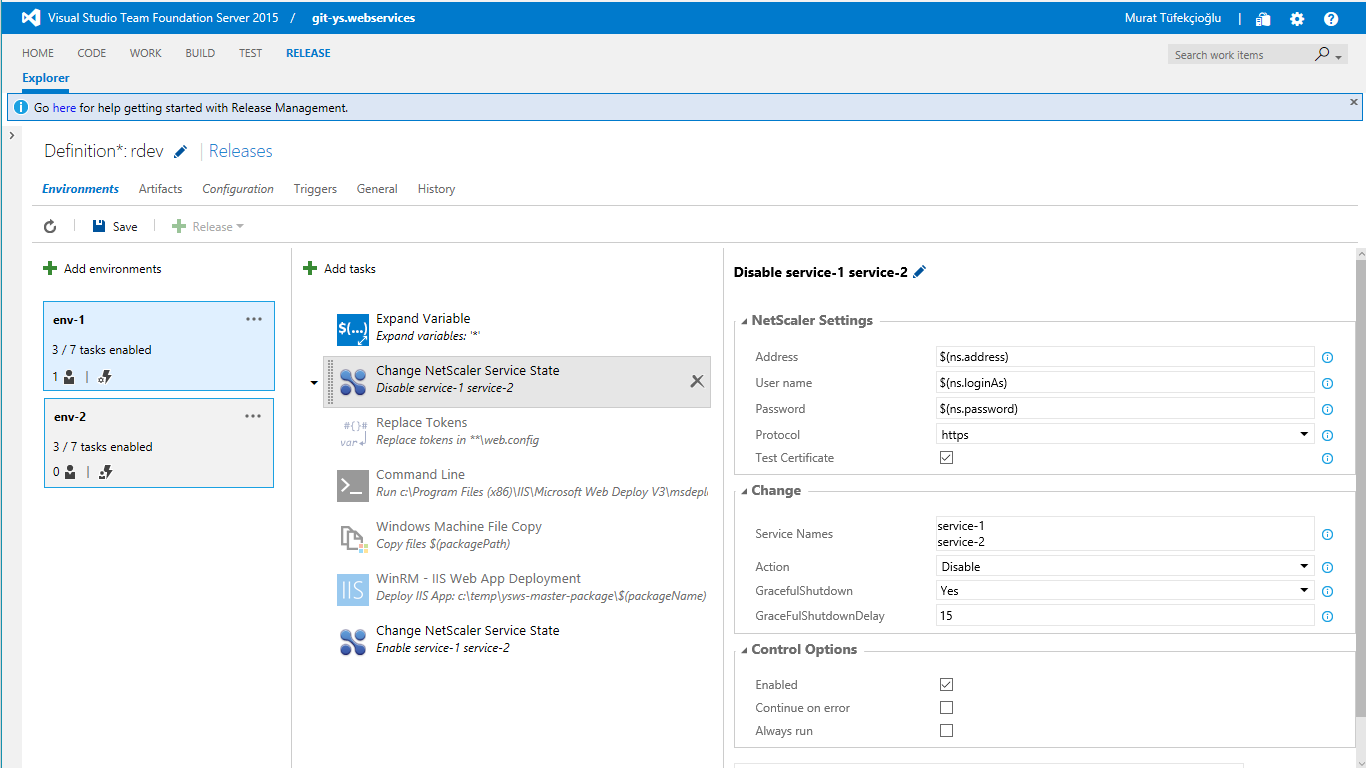 Visual Studio Team Foundation Server 2015 / git-ys.webservices
Murat Tüfekçioğlu |
HOME CODE WORK BUILD TEST RELEASE
Search work items
Explorer
Go here for help getting started with Release Management.
Definition*: rdev | Releases
Environments Artifacts Configuration Triggers General History
Save Release
Add environments
env-1
3 / 7 tasks enabled
1
env-2
3 / 7 tasks enabled
0
Add tasks
$(...)
Expand Variable
Expand variables: '*'
Change NetScaler Service State
Disable service-1 service-2
#{}#
var
Replace Tokens
Replace tokens in **\web.config
Command Line
Run c:\Program Files (x86)\IIS\Microsoft Web Deploy V3\msdepl
Windows Machine File Copy
Copy files $(packagePath)
IIS
WinRM - IIS Web App Deployment
Deploy IIS App: c:\temp\ysws-master-package\$(packageName)
Change NetScaler Service State
Enable service-1 service-2
Disable service-1 service-2
NetScaler Settings
Address $(ns.address)
User name $(ns.loginAs)
Password $(ns.password)
Protocol https
Test Certificate
Change
Service Names
service-1
service-2
Action Disable
GracefulShutdown Yes
GraceFulShutdownDelay 15
Control Options
Enabled
Continue on error
Always run